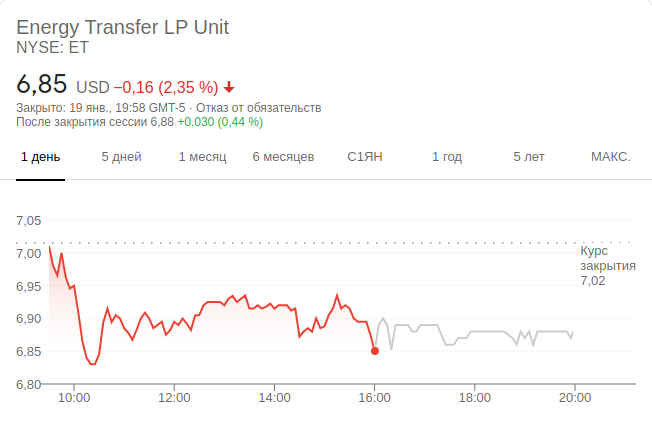 Energy Transfer LP Unit
NYSE: ET
6,85 USD −0,16 (2,35 %)
Закрыто: 19 янв., 19:58 GMT-5 · Отказ от обязательств
После закрытия сессии 6,88 +0,030 (0,44 %)
1 день 5 дней 1 месяц 6 месяцев С1ЯН 1 год 5 лет МАКС.
7,05
7,00
6,95
6,90
6,85
6,80
Курс
закрытия
7,02
10:00 12:00 14:00 16:00 18:00 20:00